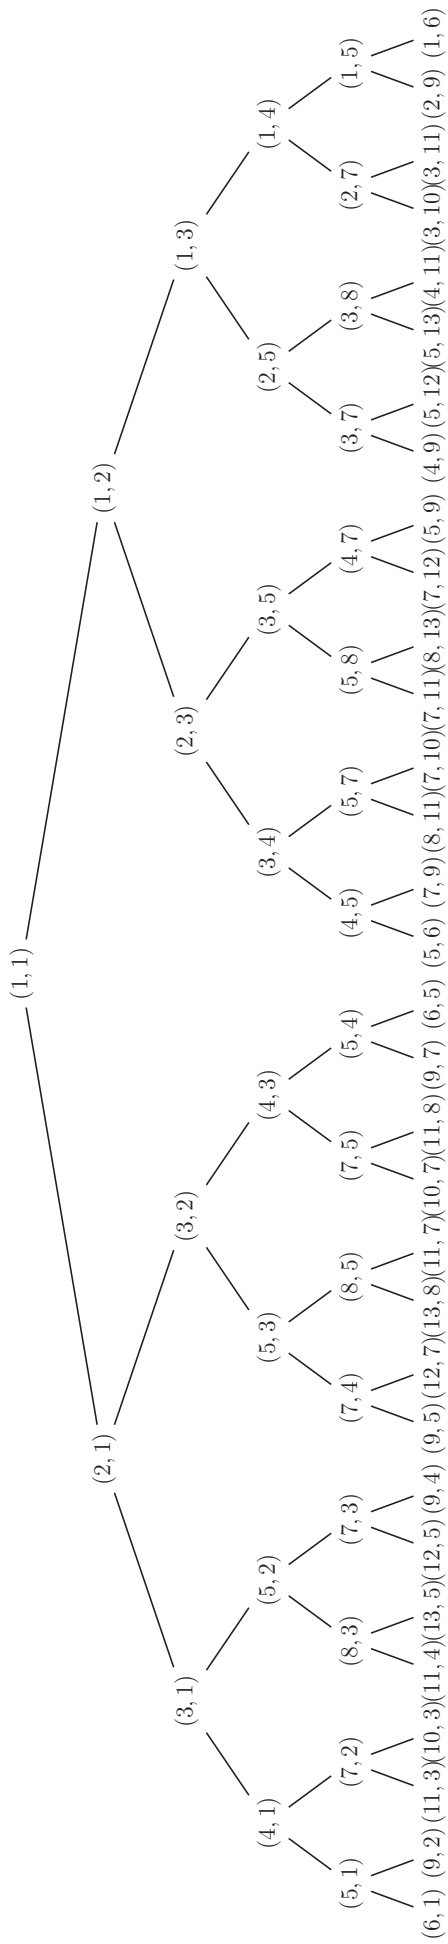 (1, 1)
(2, 1) (1, 2)
(3, 1) (3, 2) (2, 3) (1, 3)
(4, 1) (5, 2) (5, 3) (4, 3) (3, 4) (3, 5) (2, 5) (1, 4)
(5, 1) (7, 2) (8, 3) (7, 3) (7, 4) (8, 5) (7, 5) (5, 4) (4, 5) (5, 7) (5, 8) (4, 7) (3, 7) (3, 8) (2, 7) (1, 5)
(6, 1) (9, 2) (11, 3)(10, 3)(11, 4)(13, 5)(12, 5) (9, 4) (9, 5) (12, 7)(13, 8)(11, 7)(10, 7)(11, 8) (9, 7) (6, 5) (5, 6) (7, 9) (8, 11)(7, 10)(7, 11)(8, 13)(7, 12) (5, 9) (4, 9) (5, 12)(5, 13)(4, 11)(3, 10)(3, 11) (2, 9) (1, 6)